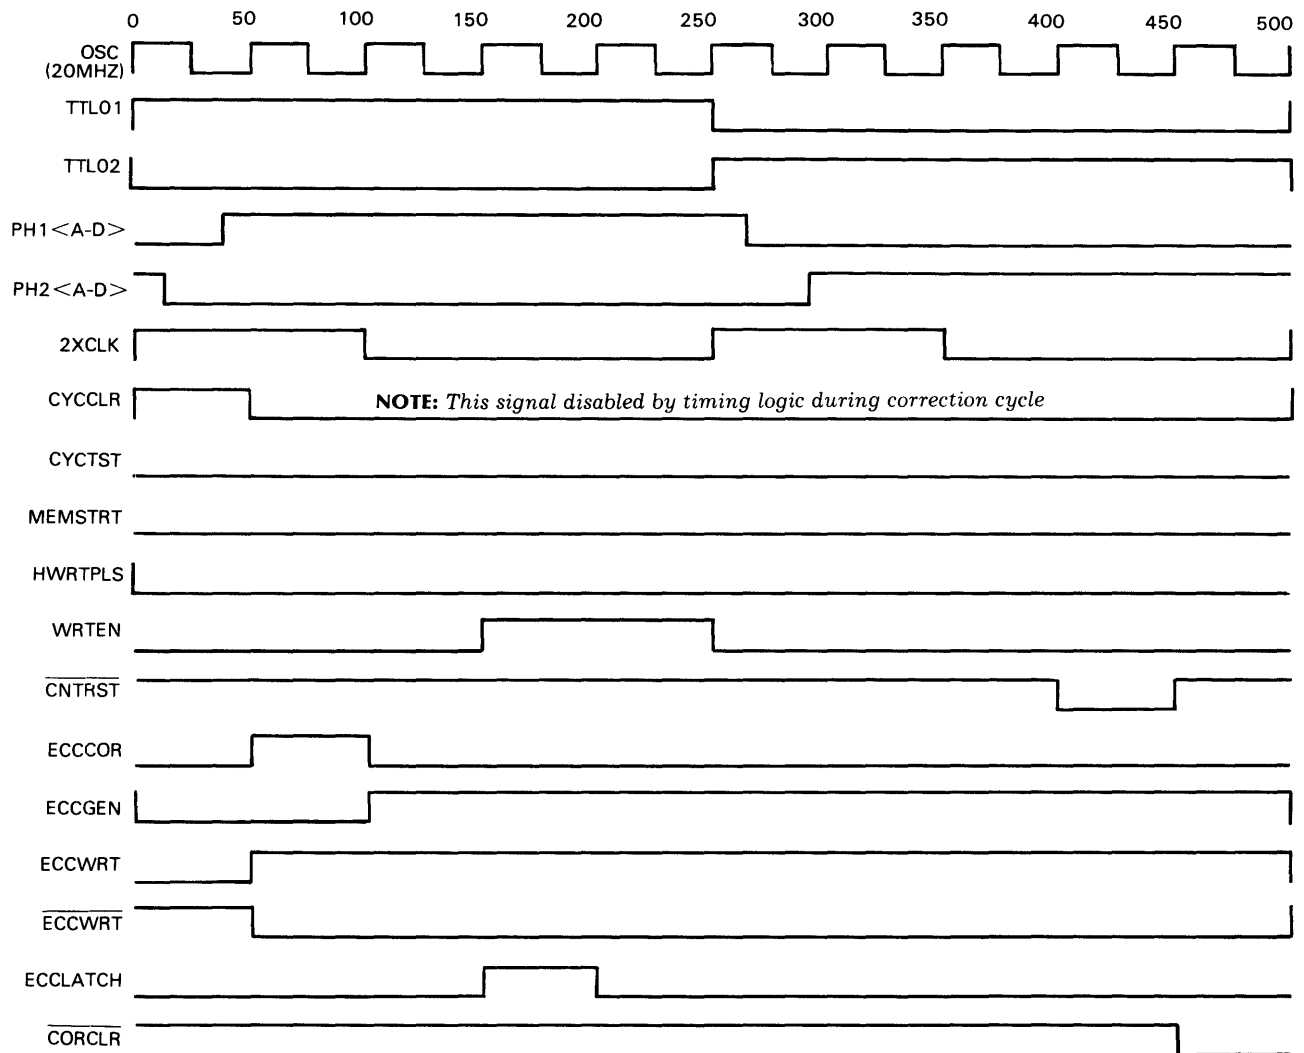 0 50 100 150 200 250 300 350 400 450 500
OSC
(20MHZ)
TTL01
TTL02
PH1<A-D>
PH2<A-D>
2XCLK
CYCCLR
NOTE: This signal disabled by timing logic during correction cycle
CYCTST
MEMSTRT
HWRTPLS
WRTEN
CNTRST
ECCCOR
ECCGEN
ECCWRT
ECCWRT
ECCLATCH
CORCLR